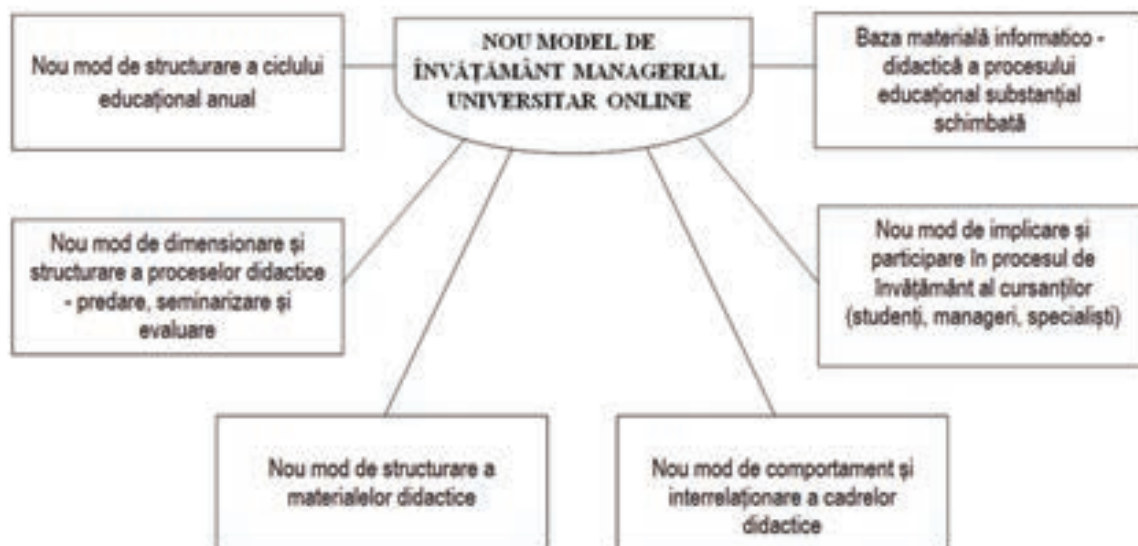 NOU MODEL DE
ÎNVĂȚĂMÂNT MANAGERIAL
UNIVERSITAR ONLINE
Nou mod de structurare a ciclului
educațional anual
Baza materială informatico -
didactică a procesului
educațional substanțial
schimbată
Nou mod de dimensionare și
structurare a proceselor didactice
- predare, seminarizare și
evaluare
Nou mod de implicare și
participare în procesul de
învățământ al cursanților
(studenți, manageri, specialiști)
Nou mod de structurare a
materialelor didactice
Nou mod de comportament și
interrelaționare a cadrelor
didactice